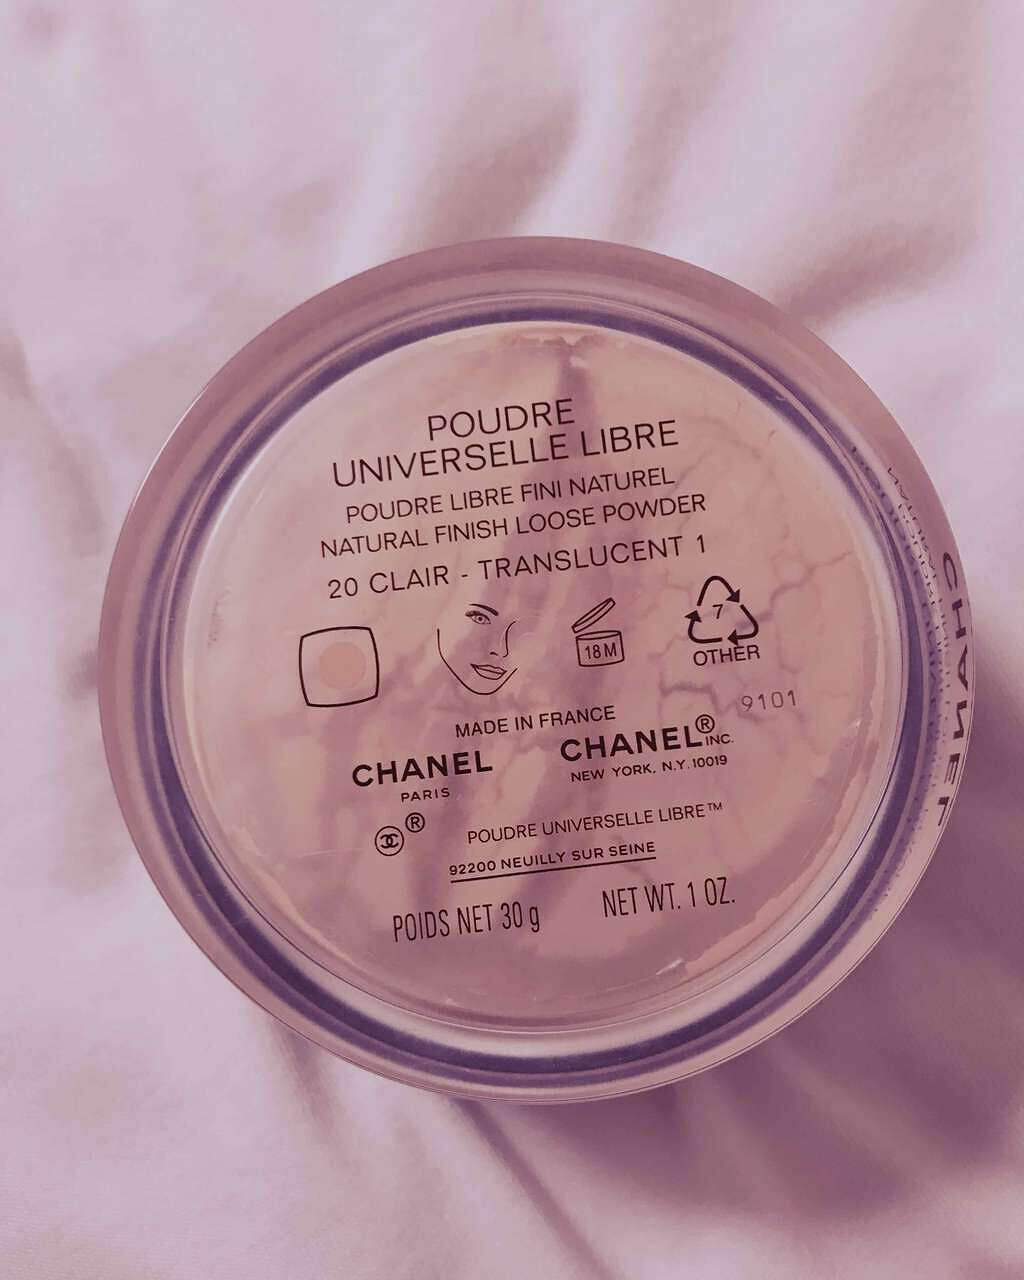 POUDRE
UNIVERSELLE LIBRE
POUDRE LIBRE FINI NATUREL
NATURAL FINISH LOOSE POWDER
20 CLAIR - TRANSLUCENT 1
18 M
7
OTHER
9101
MADE IN FRANCE
CHANEL
PARIS
CHANEL® INC.
NEW YORK, N.Y. 10019
®
POUDRE UNIVERSELLE LIBRE™
92200 NEUILLY SUR SEINE
POIDS NET 30 g
NET WT. 1 OZ.
CHANEL